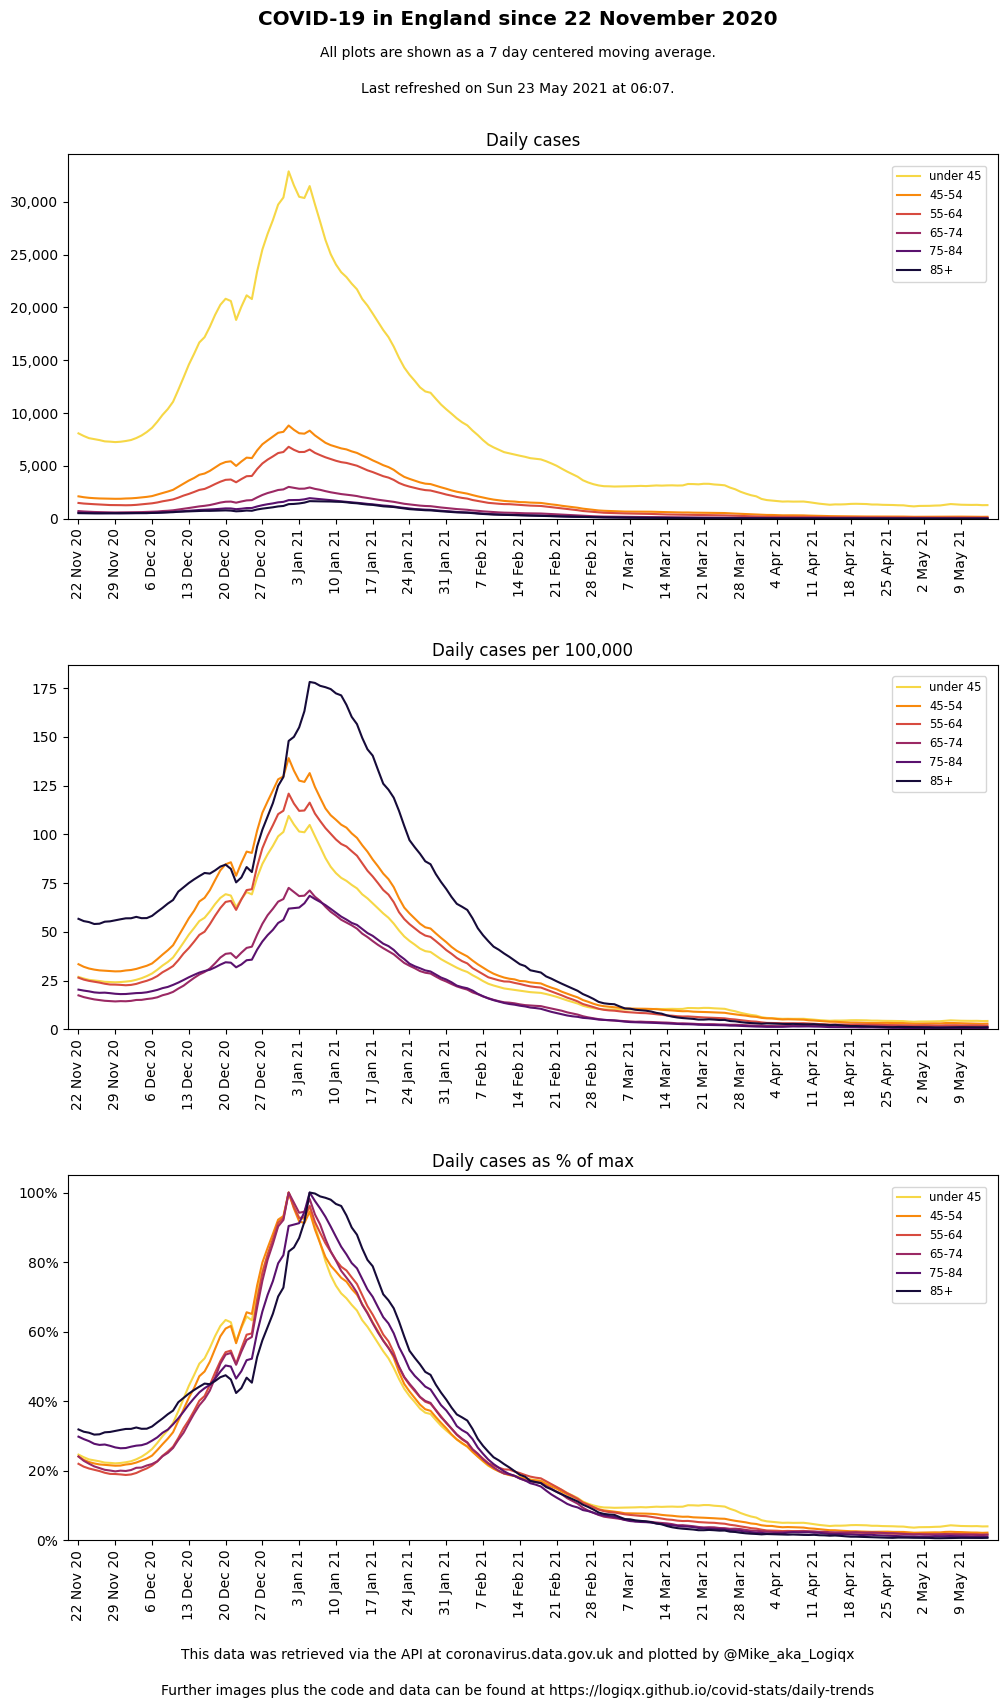 COVID-19 in England since 22 November 2020
All plots are shown as a 7 day centered moving average.
Last refreshed on Sun 23 May 2021 at 06:07.
Daily cases
30,000
25,000
20,000
15,000
10,000
5,000
0
under 45
45-54
55-64
65-74
75-84
85+
22 Nov 20
29 Nov 20
6 Dec 20
13 Dec 20
20 Dec 20
27 Dec 20
3 Jan 21
10 Jan 21
17 Jan 21
24 Jan 21
31 Jan 21
7 Feb 21
14 Feb 21
21 Feb 21
28 Feb 21
7 Mar 21
14 Mar 21
21 Mar 21
28 Mar 21
4 Apr 21
11 Apr 21
18 Apr 21
25 Apr 21
2 May 21
9 May 21
Daily cases per 100,000
175
150
125
100
75
50
25
0
under 45
45-54
55-64
65-74
75-84
85+
22 Nov 20
29 Nov 20
6 Dec 20
13 Dec 20
20 Dec 20
27 Dec 20
3 Jan 21
10 Jan 21
17 Jan 21
24 Jan 21
31 Jan 21
7 Feb 21
14 Feb 21
21 Feb 21
28 Feb 21
7 Mar 21
14 Mar 21
21 Mar 21
28 Mar 21
4 Apr 21
11 Apr 21
18 Apr 21
25 Apr 21
2 May 21
9 May 21
Daily cases as % of max
100%
80%
60%
40%
20%
0%
under 45
45-54
55-64
65-74
75-84
85+
22 Nov 20
29 Nov 20
6 Dec 20
13 Dec 20
20 Dec 20
27 Dec 20
3 Jan 21
10 Jan 21
17 Jan 21
24 Jan 21
31 Jan 21
7 Feb 21
14 Feb 21
21 Feb 21
28 Feb 21
7 Mar 21
14 Mar 21
21 Mar 21
28 Mar 21
4 Apr 21
11 Apr 21
18 Apr 21
25 Apr 21
2 May 21
9 May 21
This data was retrieved via the API at coronavirus.data.gov.uk and plotted by @Mike_aka_Logiqx
Further images plus the code and data can be found at https://logiqx.github.io/covid-stats/daily-trends